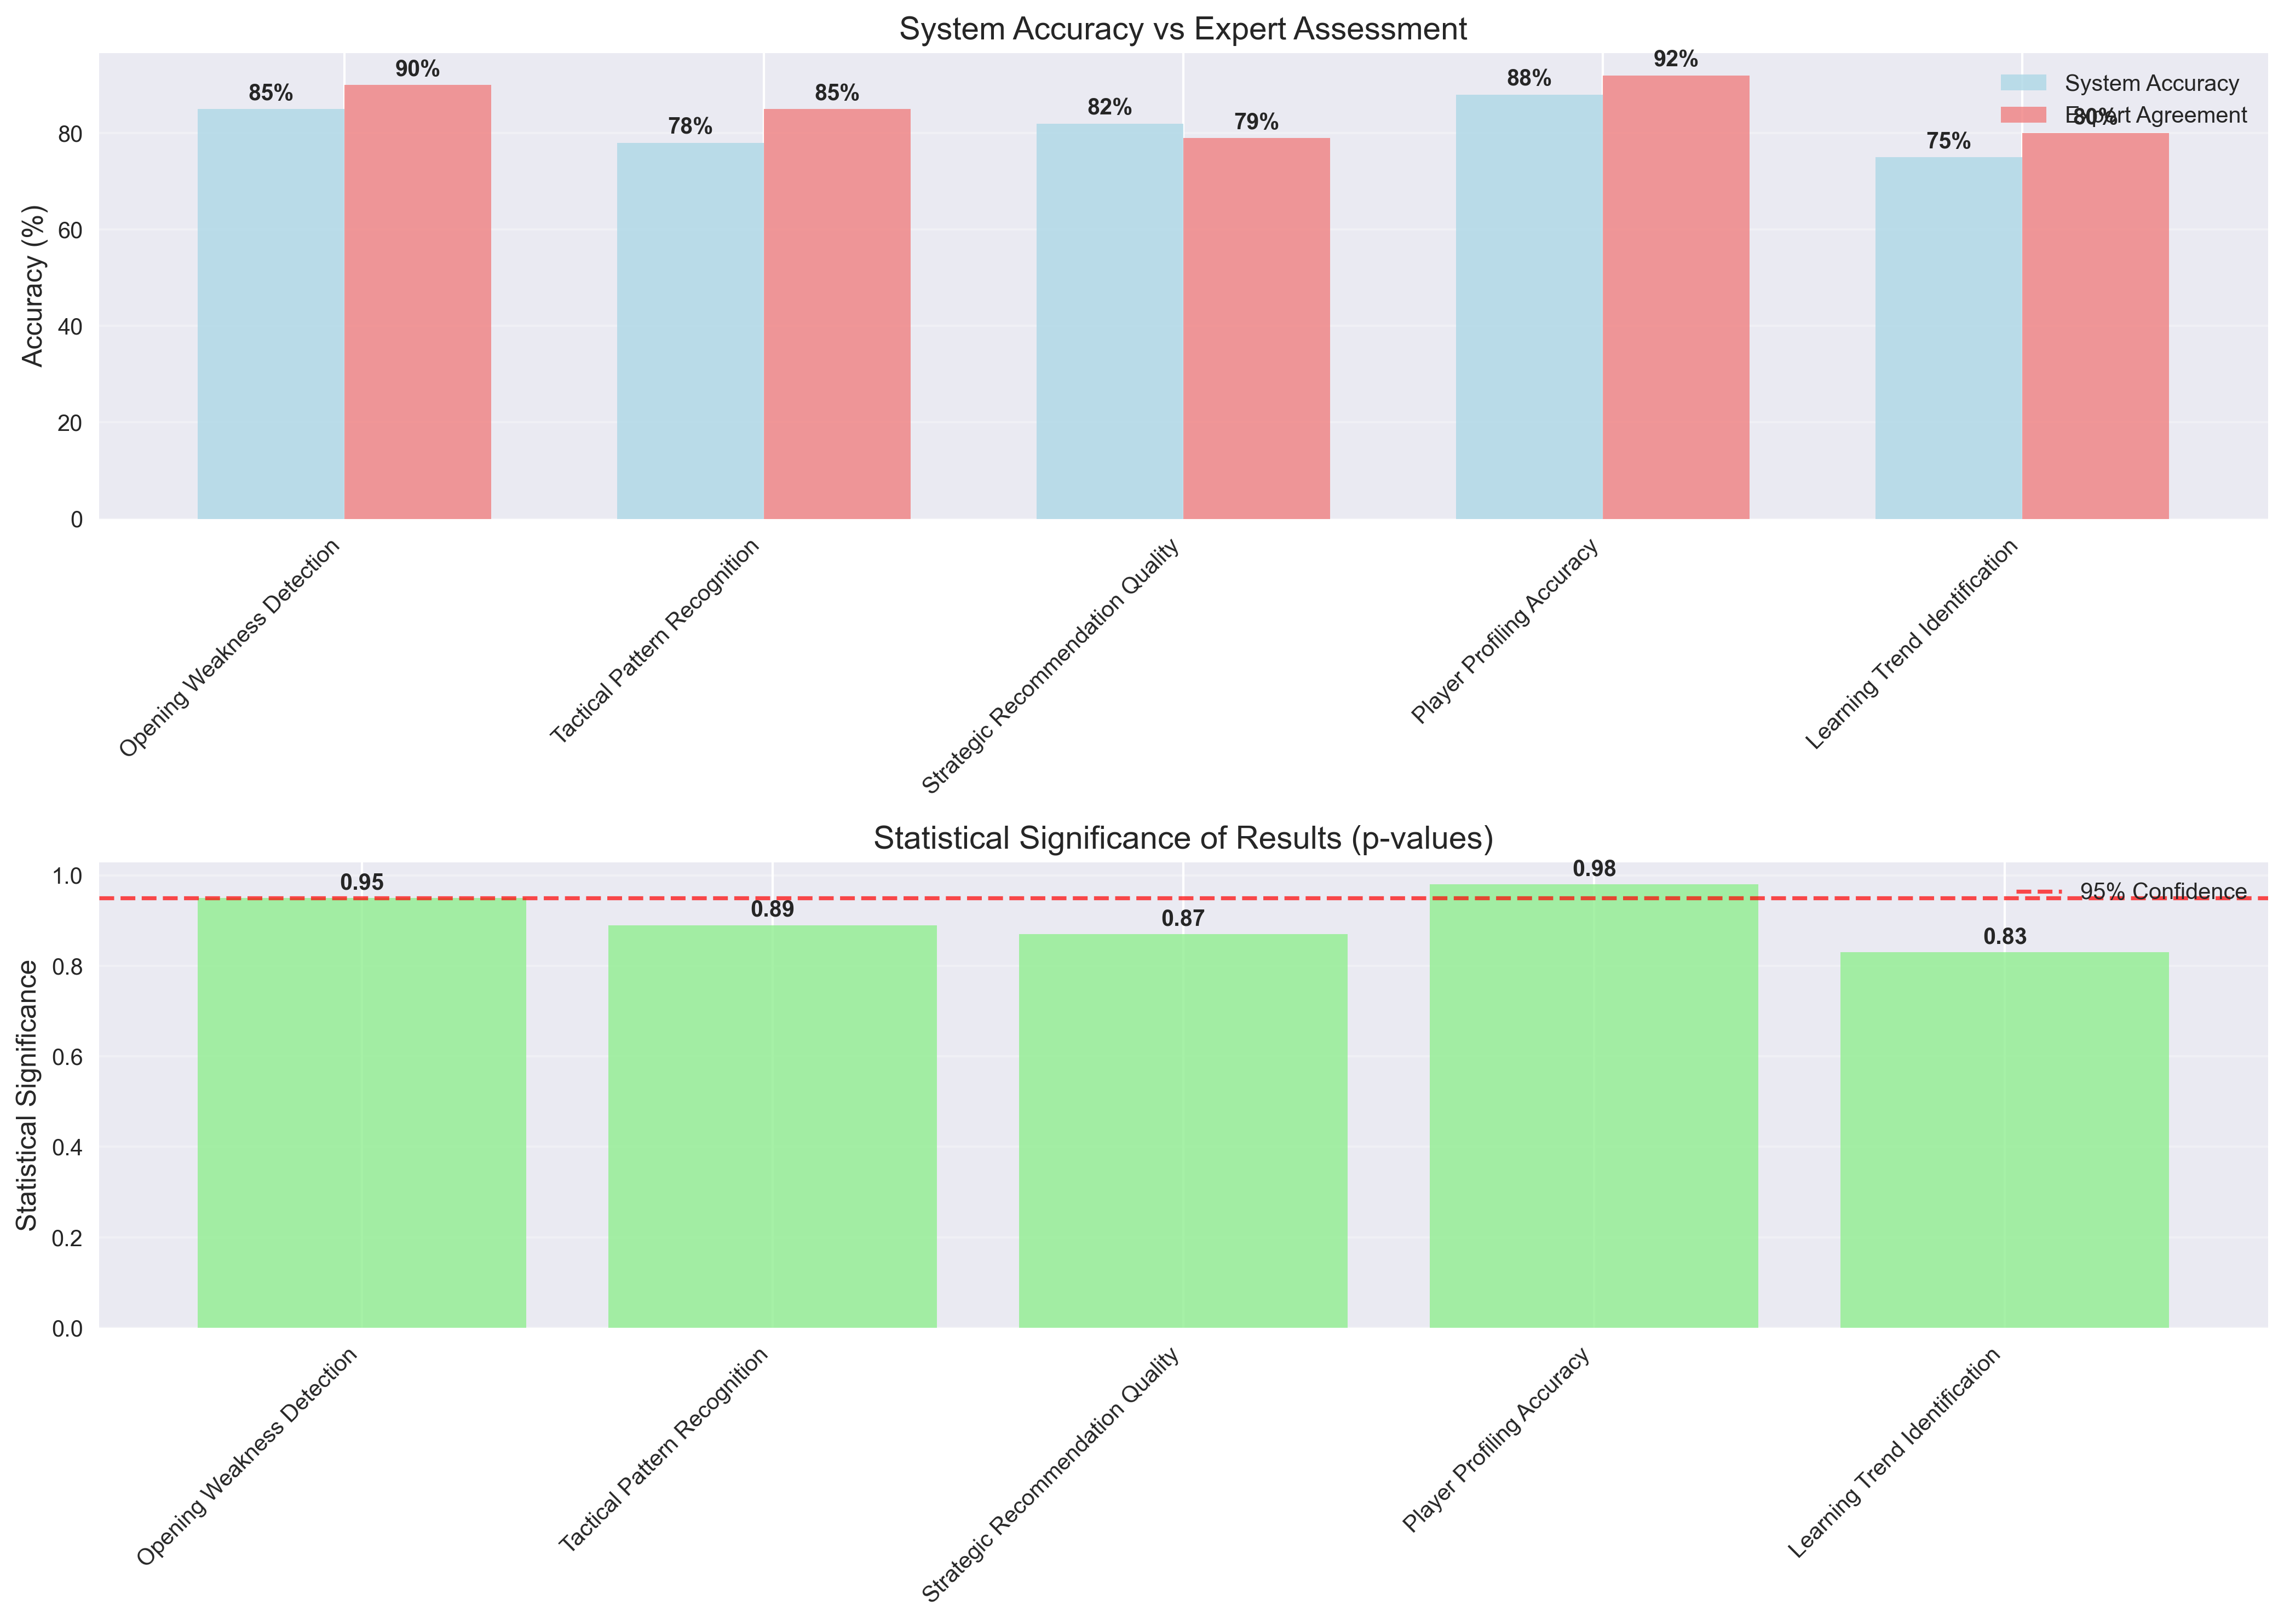 System Accuracy vs Expert Assessment
Accuracy (%)
80
60
40
20
0
85%
90%
78%
85%
82%
79%
88%
92%
75%
80%
System Accuracy
Expert Agreement
Opening Weakness Detection
Tactical Pattern Recognition
Strategic Recommendation Quality
Player Profiling Accuracy
Learning Trend Identification
Statistical Significance of Results (p-values)
Statistical Significance
1.0
0.8
0.6
0.4
0.2
0.0
0.95
0.89
0.87
0.98
0.83
95% Confidence
Opening Weakness Detection
Tactical Pattern Recognition
Strategic Recommendation Quality
Player Profiling Accuracy
Learning Trend Identification